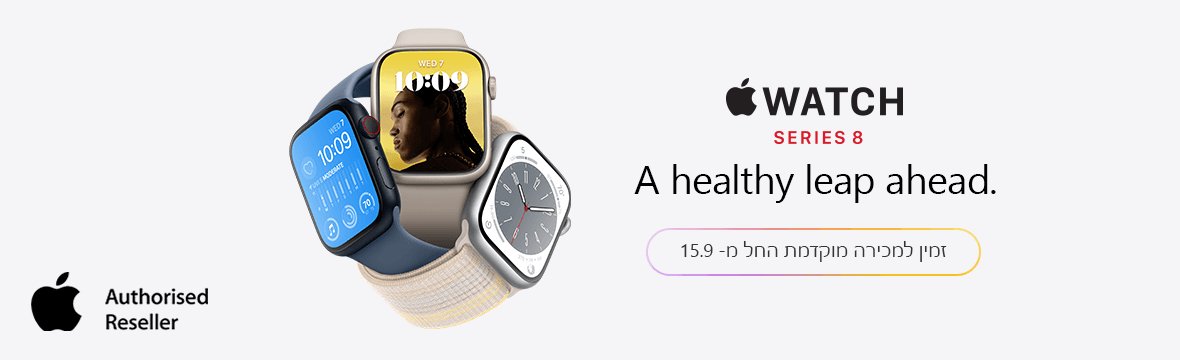 WED 7
10:09
WED 7
10:09
MODERATE
70
WATCH
SERIES 8
A healthy leap ahead.
זמין למכירה מוקדמת החל מ- 15.9
Authorised
Reseller